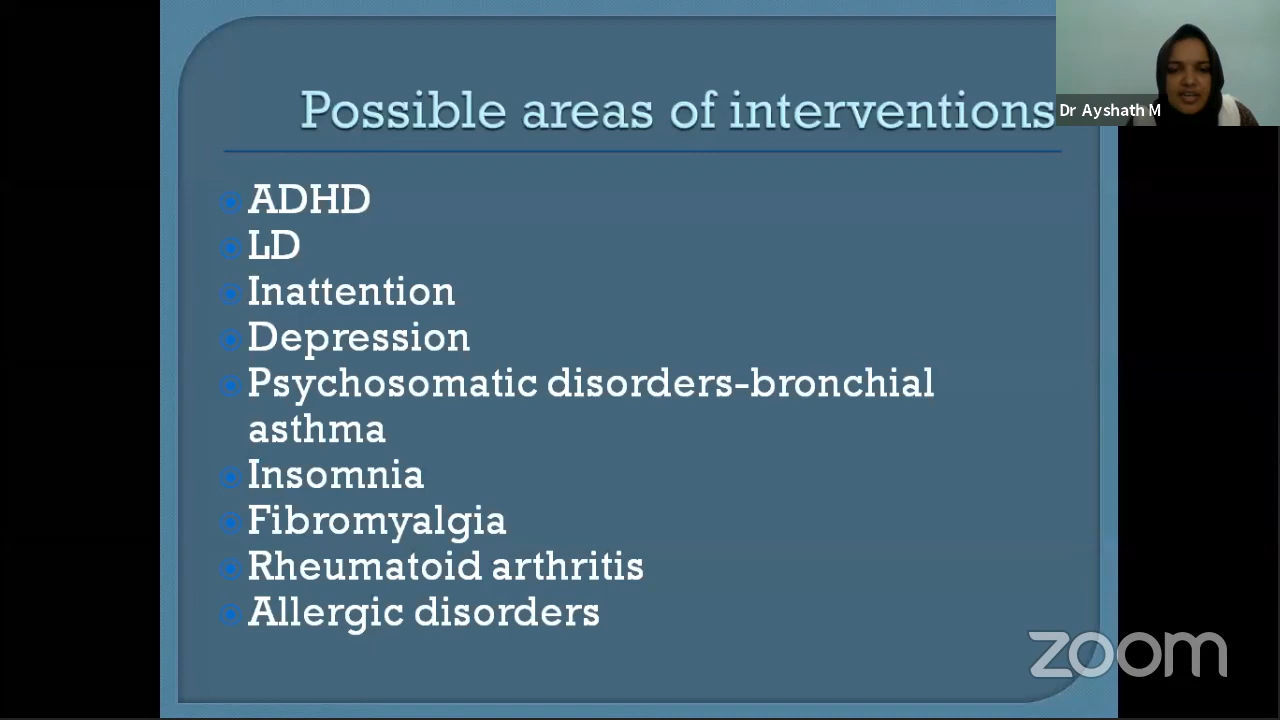 Possible areas of interventions
Dr Ayshath M
ADHD
LD
Inattention
Depression
Psychosomatic disorders-bronchial
asthma
Insomnia
Fibromyalgia
Rheumatoid arthritis
Allergic disorders
zoom